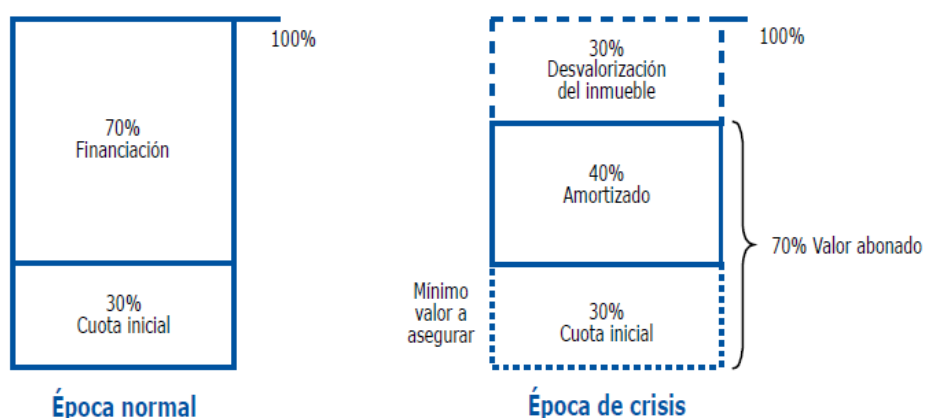 100%
70%
Financiación
30%
Cuota inicial
Época normal
100%
30%
Desvalorización
del inmueble
40%
Amortizado
70% Valor abonado
Mínimo
valor a
asegurar
30%
Cuota inicial
Época de crisis